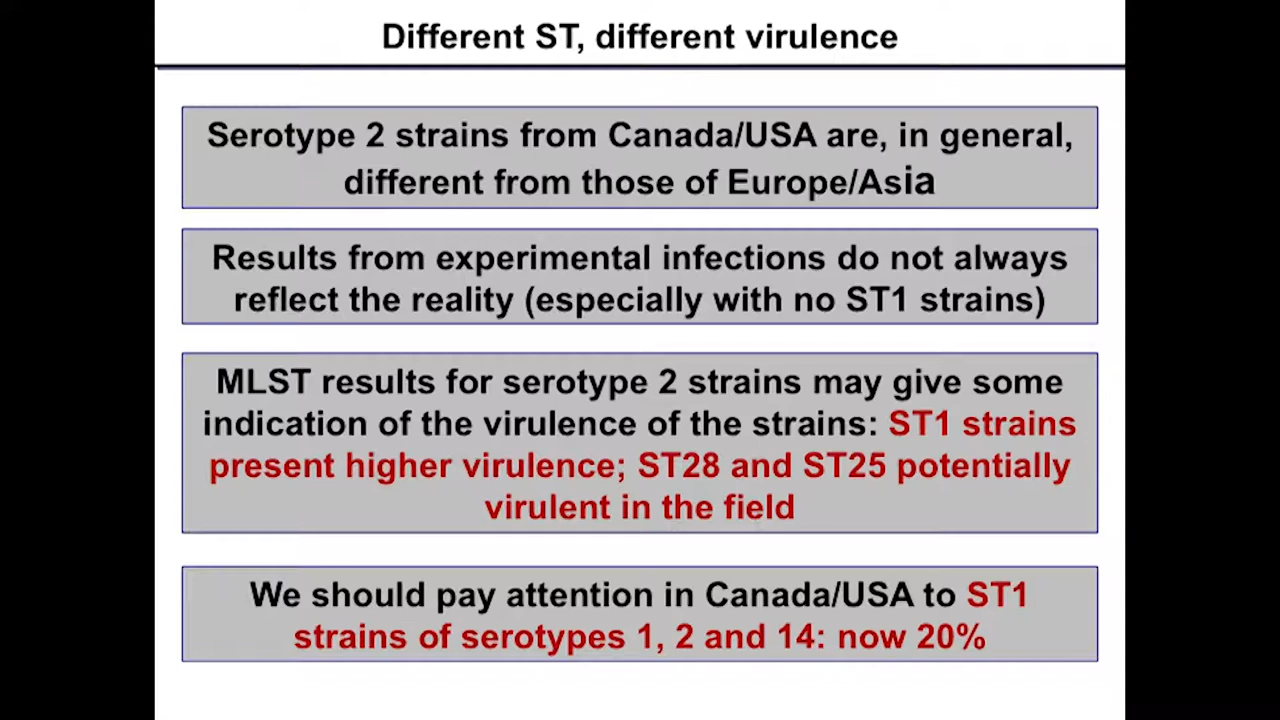 Different ST, different virulence
Serotype 2 strains from Canada/USA are, in general,
different from those of Europe/Asia
Results from experimental infections do not always
reflect the reality (especially with no ST1 strains)
MLST results for serotype 2 strains may give some
indication of the virulence of the strains: ST1 strains
present higher virulence; ST28 and ST25 potentially
virulent in the field
We should pay attention in Canada/USA to ST1
strains of serotypes 1, 2 and 14: now 20%